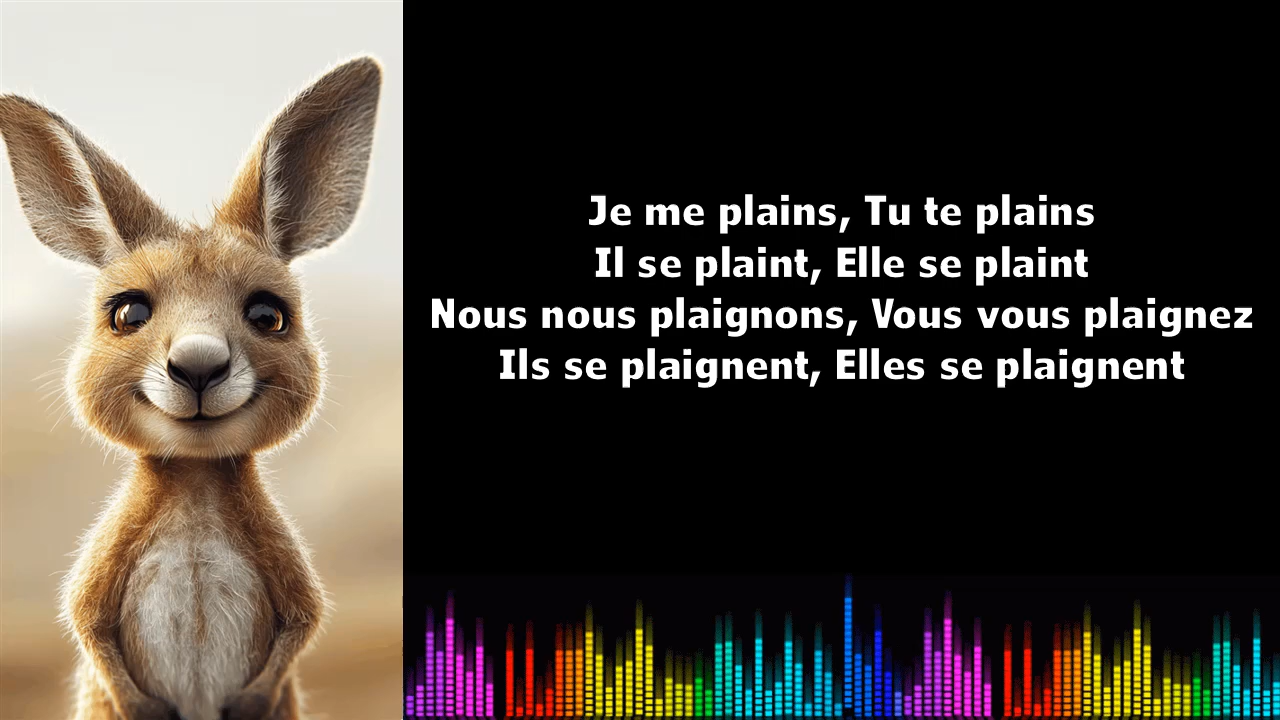 Je me plains, Tu te plains
Il se plaint, Elle se plaint
Nous nous plaignons, Vous vous plaignez
Ils se plaignent, Elles se plaignent